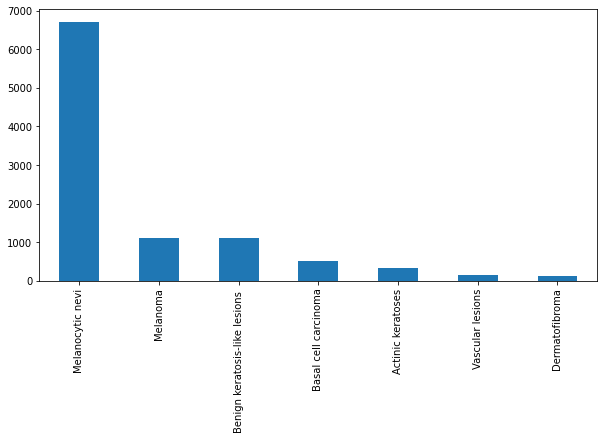 7000
6000
5000
4000
3000
2000
1000
0
Melanocytic nevi
Melanoma
Benign keratosis-like lesions
Basal cell carcinoma
Actinic keratoses
Vascular lesions
Dermatofibroma